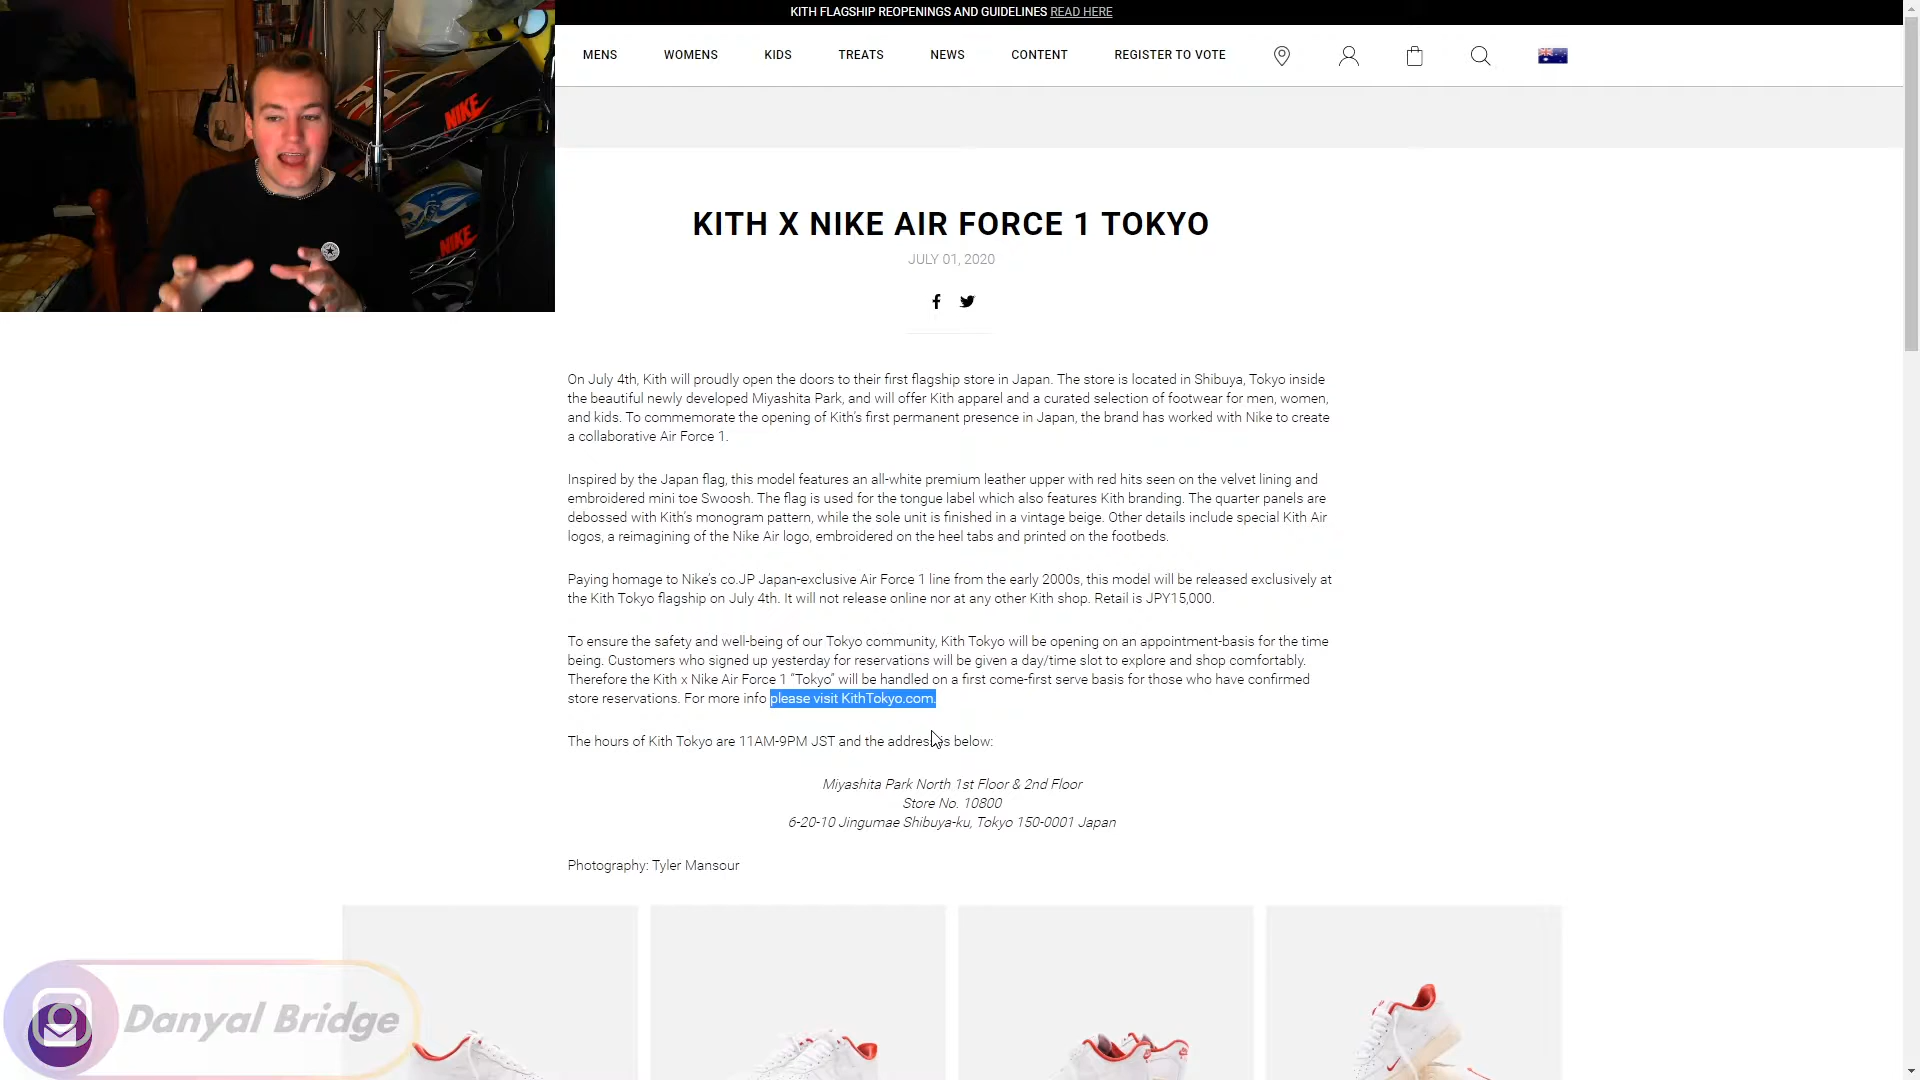 KITH FLAGSHIP REOPENINGS AND GUIDELINES READ HERE
MENS WOMENS KIDS TREATS NEWS CONTENT REGISTER TO VOTE
NIKE
NIKE
KITH X NIKE AIR FORCE 1 TOKYO
JULY 01, 2020
On July 4th, Kith will proudly open the doors to their first flagship store in Japan. The store is located in Shibuya, Tokyo inside
the beautiful newly developed Miyashita Park, and will offer Kith apparel and a curated selection of footwear for men, women,
and kids. To commemorate the opening of Kith's first permanent presence in Japan, the brand has worked with Nike to create
a collaborative Air Force 1.
Inspired by the Japan flag, this model features an all-white premium leather upper with red hits seen on the velvet lining and
embroidered mini toe Swoosh. The flag is used for the tongue label which also features Kith branding. The quarter panels are
debossed with Kith's monogram pattern, while the sole unit is finished in a vintage beige. Other details include special Kith Air
logos, a reimagining of the Nike Air logo, embroidered on the heel tabs and printed on the footbeds.
Paying homage to Nike's co.JP Japan-exclusive Air Force 1 line from the early 2000s, this model will be released exclusively at
the Kith Tokyo flagship on July 4th. It will not release online nor at any other Kith shop. Retail is JPY15,000.
To ensure the safety and well-being of our Tokyo community, Kith Tokyo will be opening on an appointment-basis for the time
being. Customers who signed up yesterday for reservations will be given a day/time slot to explore and shop comfortably.
Therefore the Kith x Nike Air Force 1 "Tokyo" will be handled on a first come-first serve basis for those who have confirmed
store reservations. For more info please visit KithTokyo.com.
The hours of Kith Tokyo are 11AM-9PM JST and the address is below:
Miyashita Park North 1st Floor & 2nd Floor
Store No. 10800
6-20-10 Jingumae Shibuya-ku, Tokyo 150-0001 Japan
Photography: Tyler Mansour
Danyal Bridge